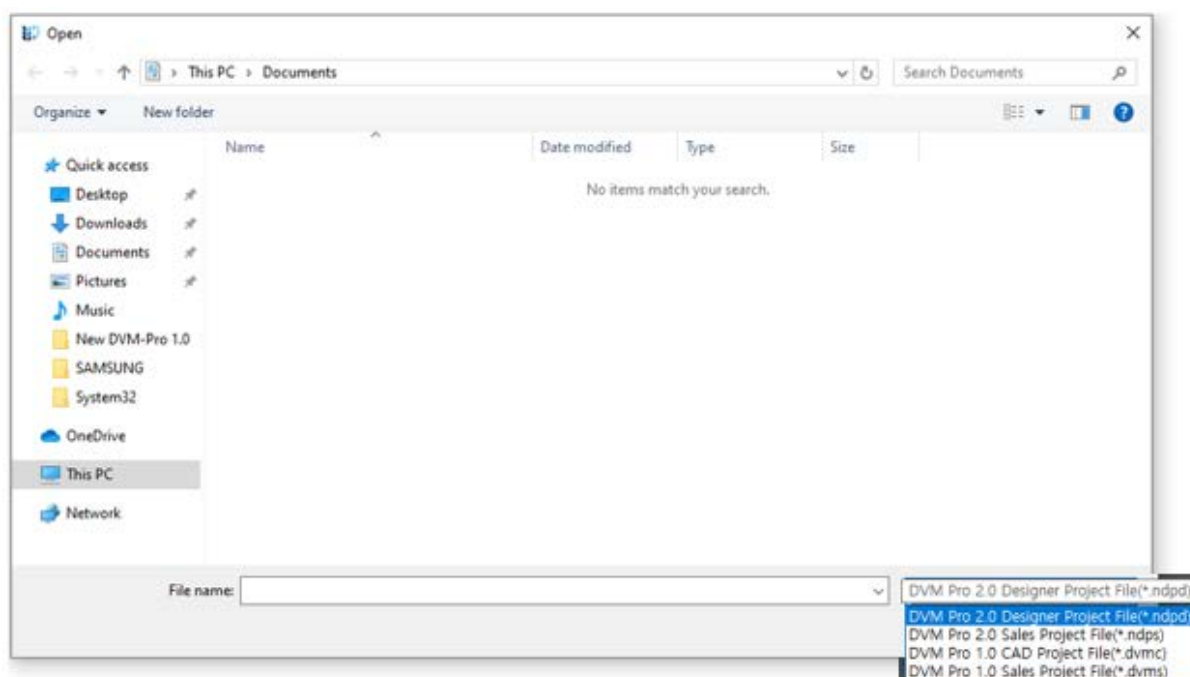 Open
This PC > Documents
Search Documents
Organize
New folder
Name
Date modified
Type
Size
No items match your search.
Quick access
Desktop
Downloads
Documents
Pictures
Music
New DVM-Pro 1.0
SAMSUNG
System32
OneDrive
This PC
Network
File name:
DVM Pro 2.0 Designer Project File(*.ndpd)
DVM Pro 2.0 Designer Project File(*.ndpd)
DVM Pro 2.0 Sales Project File(*.ndps)
DVM Pro 1.0 CAD Project File(*.dvmc)
DVM Pro 1.0 Sales Project File(*.dvms)